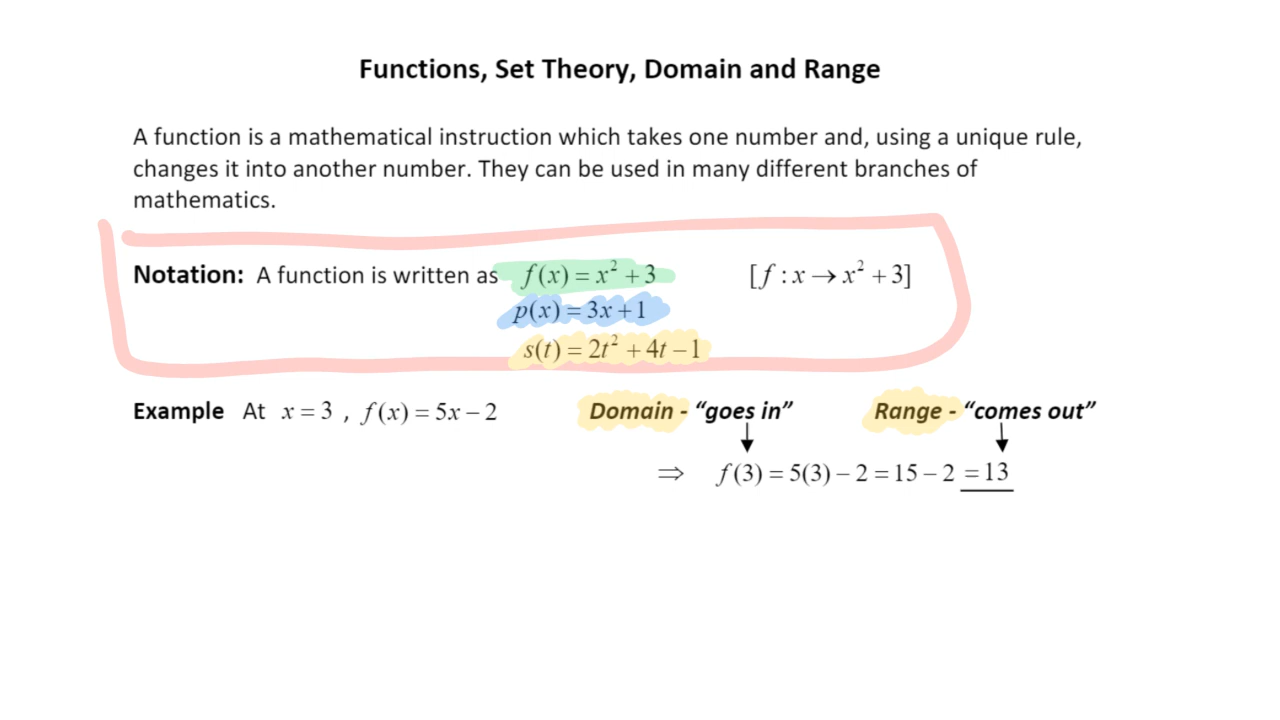 Functions, Set Theory, Domain and Range
A function is a mathematical instruction which takes one number and, using a unique rule,
changes it into another number. They can be used in many different branches of
mathematics.
Notation: A function is written as f(x) = x² + 3 [f : x → x² + 3]
p(x) = 3x + 1
s(t) = 2t² + 4t − 1
Example At x = 3 , f(x) = 5x − 2 Domain - “goes in” Range - “comes out”
⇒ f(3) = 5(3) − 2 = 15 − 2 = 13